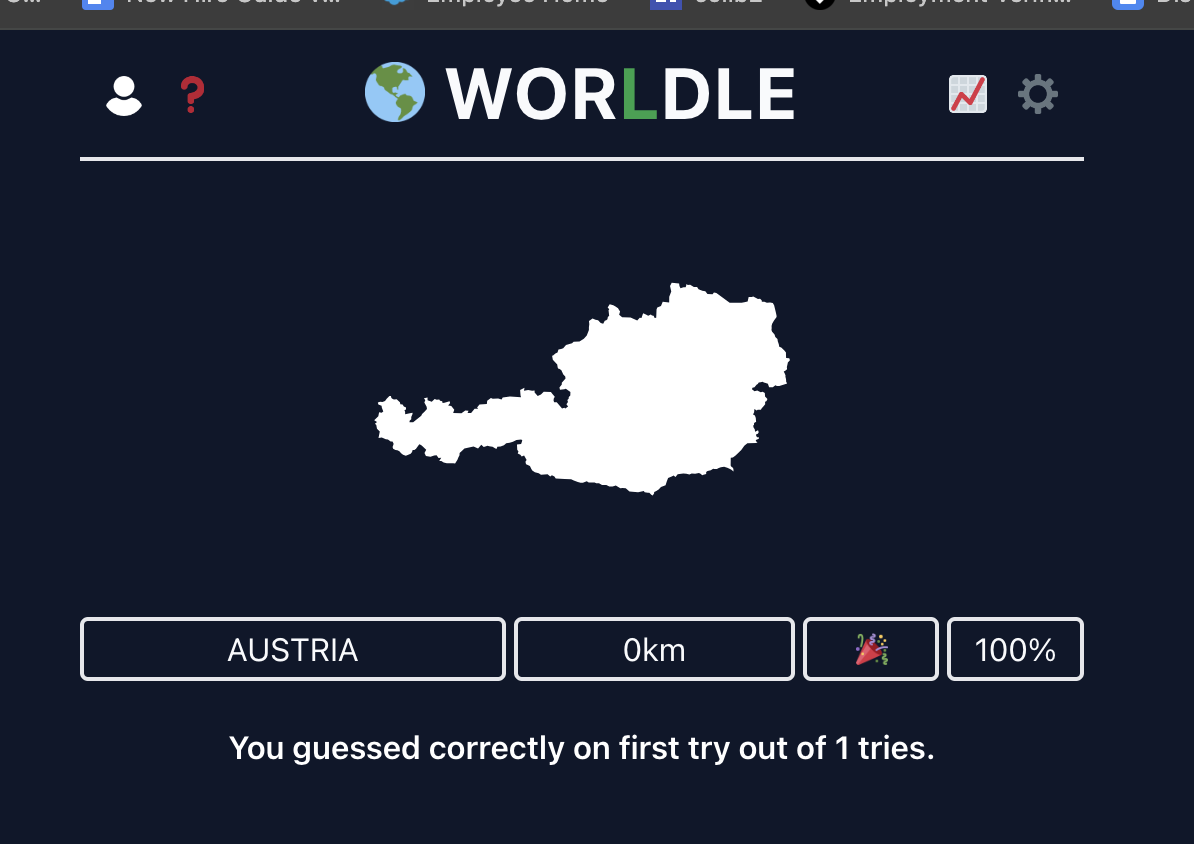 WORLDLE
AUSTRIA 0km 100%
You guessed correctly on first try out of 1 tries.